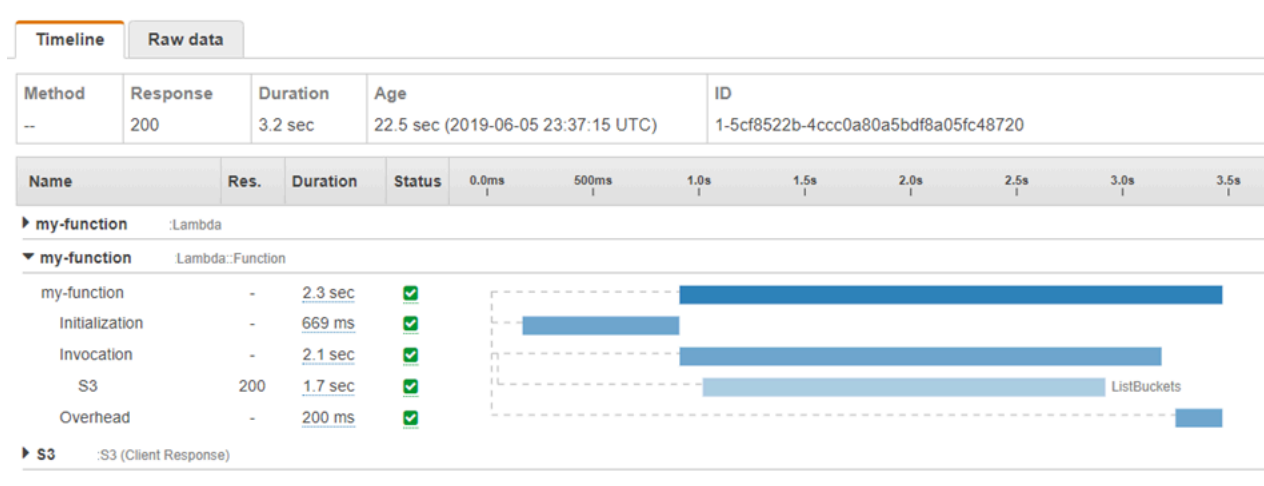 Timeline Raw data
Method Response Duration Age ID
-- 200 3.2 sec 22.5 sec (2019-06-05 23:37:15 UTC) 1-5cf8522b-4ccc0a80a5bdf8a05fc48720
Name Res. Duration Status 0.0ms 500ms 1.0s 1.5s 2.0s 2.5s 3.0s 3.5s
my-function :Lambda
my-function :Lambda::Function
my-function - 2.3 sec
Initialization - 669 ms
Invocation - 2.1 sec
S3 200 1.7 sec ListBuckets
Overhead - 200 ms
S3 :S3 (Client Response)